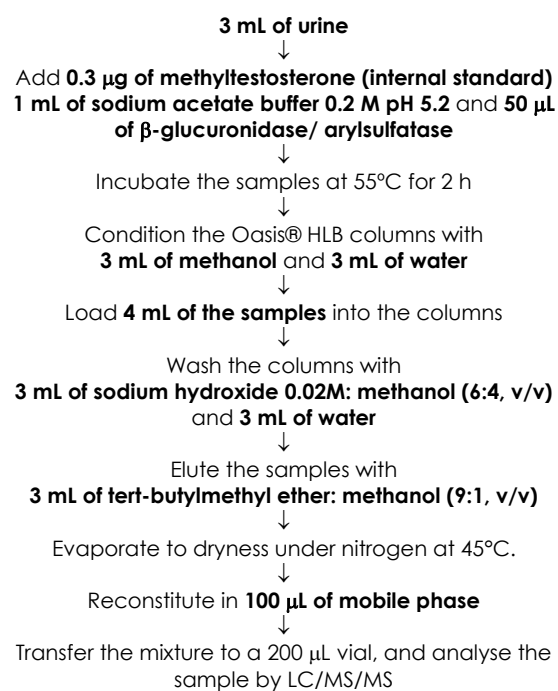 3 mL of urine
↓
Add 0.3 μg of methyltestosterone (internal standard)
1 mL of sodium acetate buffer 0.2 M pH 5.2 and 50 μL
of β-glucuronidase/ arylsulfatase
↓
Incubate the samples at 55ºC for 2 h
↓
Condition the Oasis® HLB columns with
3 mL of methanol and 3 mL of water
↓
Load 4 mL of the samples into the columns
↓
Wash the columns with
3 mL of sodium hydroxide 0.02M: methanol (6:4, v/v)
and 3 mL of water
↓
Elute the samples with
3 mL of tert-butylmethyl ether: methanol (9:1, v/v)
↓
Evaporate to dryness under nitrogen at 45°C.
↓
Reconstitute in 100 μL of mobile phase
↓
Transfer the mixture to a 200 μL vial, and analyse the
sample by LC/MS/MS